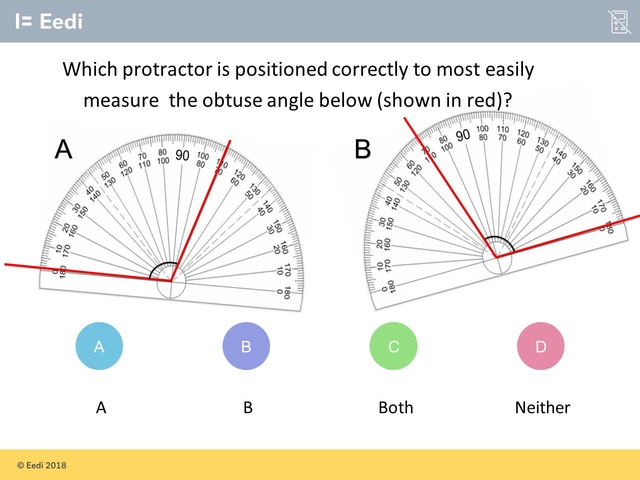 Eedi
Which protractor is positioned correctly to most easily
measure the obtuse angle below (shown in red)?
A
B
0 10 20 30 40 50 60 70 80 90 100
180 170 160 150 140 130 120 110 100 80
120 130 140 150 160 170 180
60 50 40 30 20 10 0
0 10 20 30 40 50 60 70 80 90 100 110 120 130 140 150 160 170 180
180 170 160 150 140 130 120 110 100 80 70 60 50 40 30 20 10 0
A B C D
A B Both Neither
© Eedi 2018